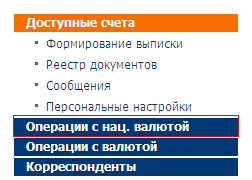 Доступные счета
Формирование выписки
Реестр документов
Сообщения
Персональные настройки
Операции с нац. валютой
Операции с валютой
Корреспонденты